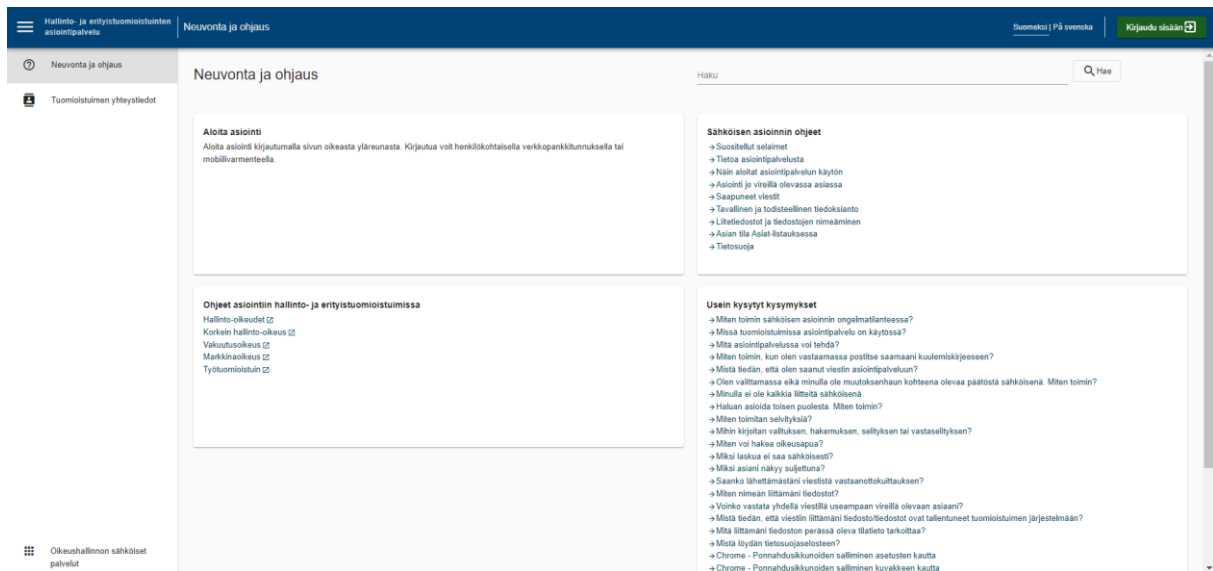 Hallinto- ja erityistuomioistuinten
asiointipalvelu
Neuvonta ja ohjaus
Suomeksi | På svenska
Kirjaudu sisään
Neuvonta ja ohjaus
Tuomioistuimen yhteystiedot
Oikeushallinnon sähköiset
palvelut
Neuvonta ja ohjaus
Haku
Hae
Aloita asiointi
Aloita asiointi kirjautumalla sivun oikeasta yläreunasta. Kirjautua voit henkilökohtaisella verkkopankkitunnuksella tai
mobiilivarmenteella.
Sähköisen asioinnin ohjeet
→ Suositellut selaimet
→ Tietoa asiointipalvelusta
→ Näin aloitat asiointipalvelun käytön
→ Asiointi jo vireillä olevassa asiassa
→ Saapuneet viestit
→ Tavallinen ja todisteellinen tiedoksianto
→ Liitetiedostot ja tiedostojen nimeäminen
→ Asian tila Asiat-listauksessa
→ Tietosuoja
Ohjeet asiointiin hallinto- ja erityistuomioistuimissa
Hallinto-oikeudet
Korkein hallinto-oikeus
Vakuutusoikeus
Markkinaoikeus
Työtuomioistuin
Usein kysytyt kysymykset
→ Miten toimin sähköisen asioinnin ongelmatilanteessa?
→ Missä tuomioistuimissa asiointipalvelu on käytössä?
→ Mitä asiointipalvelussa voi tehdä?
→ Miten toimin, kun olen vastaamassa postitse saamaani kuulemiskirjeeseen?
→ Mistä tiedän, että olen saanut viestin asiointipalveluun?
→ Olen valittamassa eikä minulla ole muutoksenhaun kohteena olevaa päätöstä sähköisenä. Miten toimin?
→ Minulla ei ole kaikkia liitteitä sähköisenä.
→ Haluan asioida toisen puolesta. Miten toimin?
→ Miten toimitan selvityksiä?
→ Mihin kirjoitan valituksen, hakemuksen, selityksen tai vastaselityksen?
→ Miten voi hakea oikeusapua?
→ Miksi laskua ei saa sähköisesti?
→ Miksi asiani näkyy suljettuna?
→ Saanko lähettämästäni viestistä vastaanottokuittauksen?
→ Miten nimeän liittämäni tiedostot?
→ Voinko vastata yhdellä viestillä useampaan vireillä olevaan asiaani?
→ Mistä tiedän, että viestiin liittämäni tiedosto/tiedostot ovat tallentuneet tuomioistuimen järjestelmään?
→ Mitä liittämäni tiedoston perässä oleva tilatieto tarkoittaa?
→ Mistä löydän tietosuojaselosteen?
→ Chrome - Ponnahdusikkunoiden salliminen asetusten kautta
→ Chrome - Ponnahdusikkunoiden salliminen kuvakkeen kautta